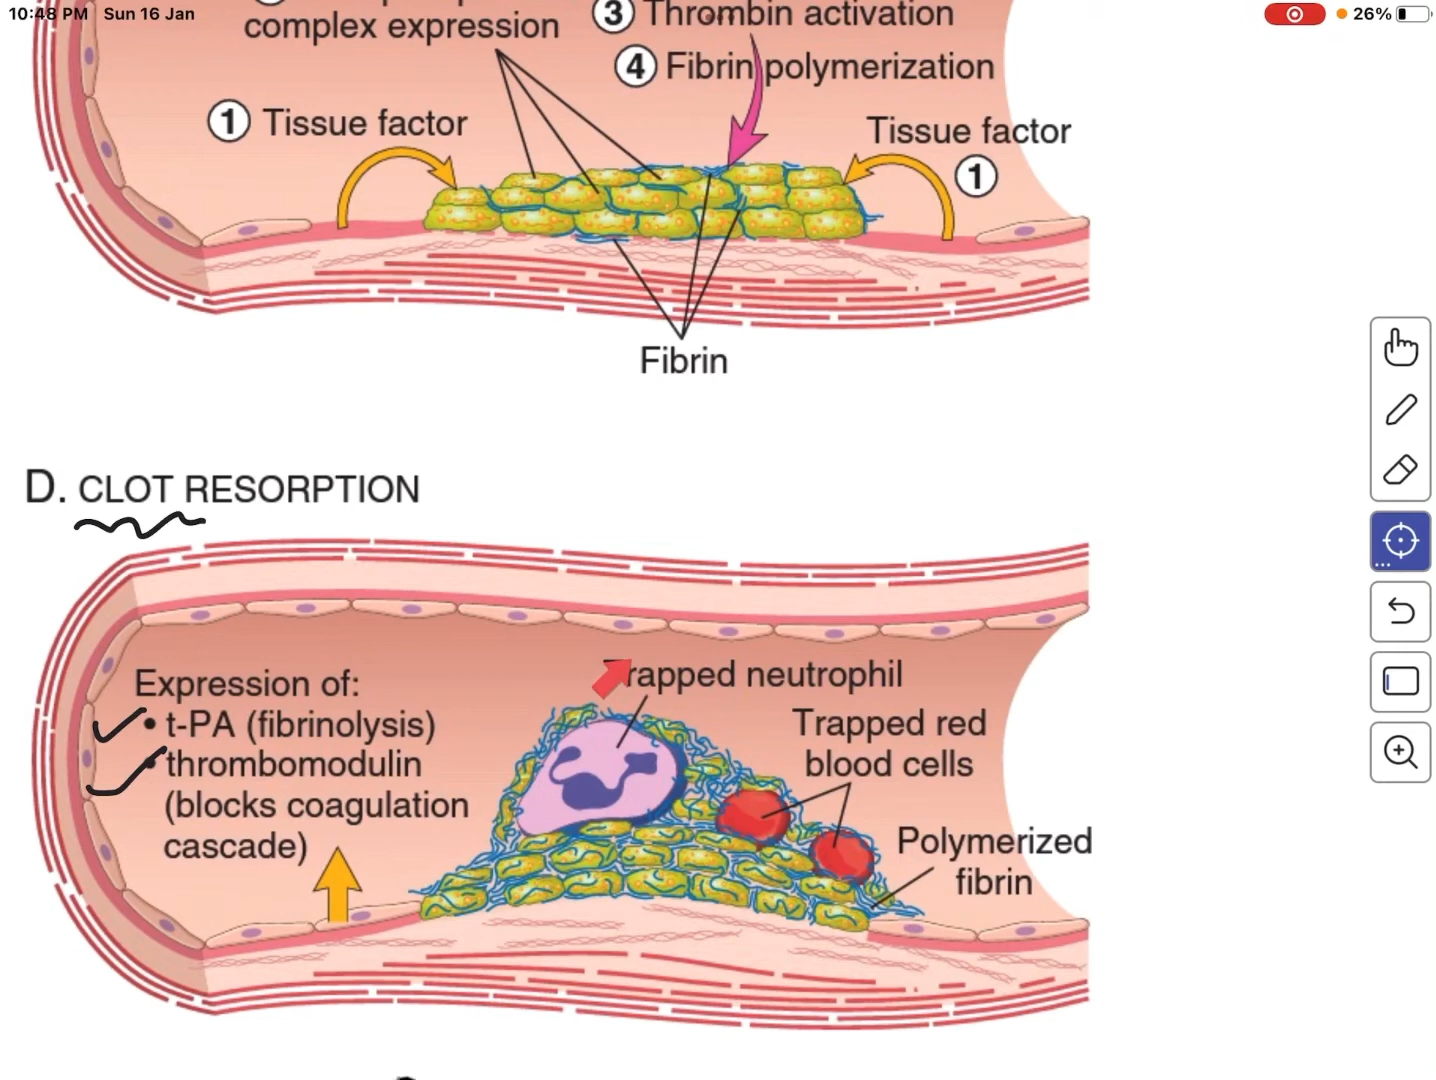 10:48 PM Sun 16 Jan
26%
complex expression
3 Thrombin activation
4 Fibrin polymerization
1 Tissue factor
Tissue factor
1
Fibrin
D. CLOT RESORPTION
Expression of:
• t-PA (fibrinolysis)
• thrombomodulin
(blocks coagulation
cascade)
Trapped neutrophil
Trapped red
blood cells
Polymerized
fibrin